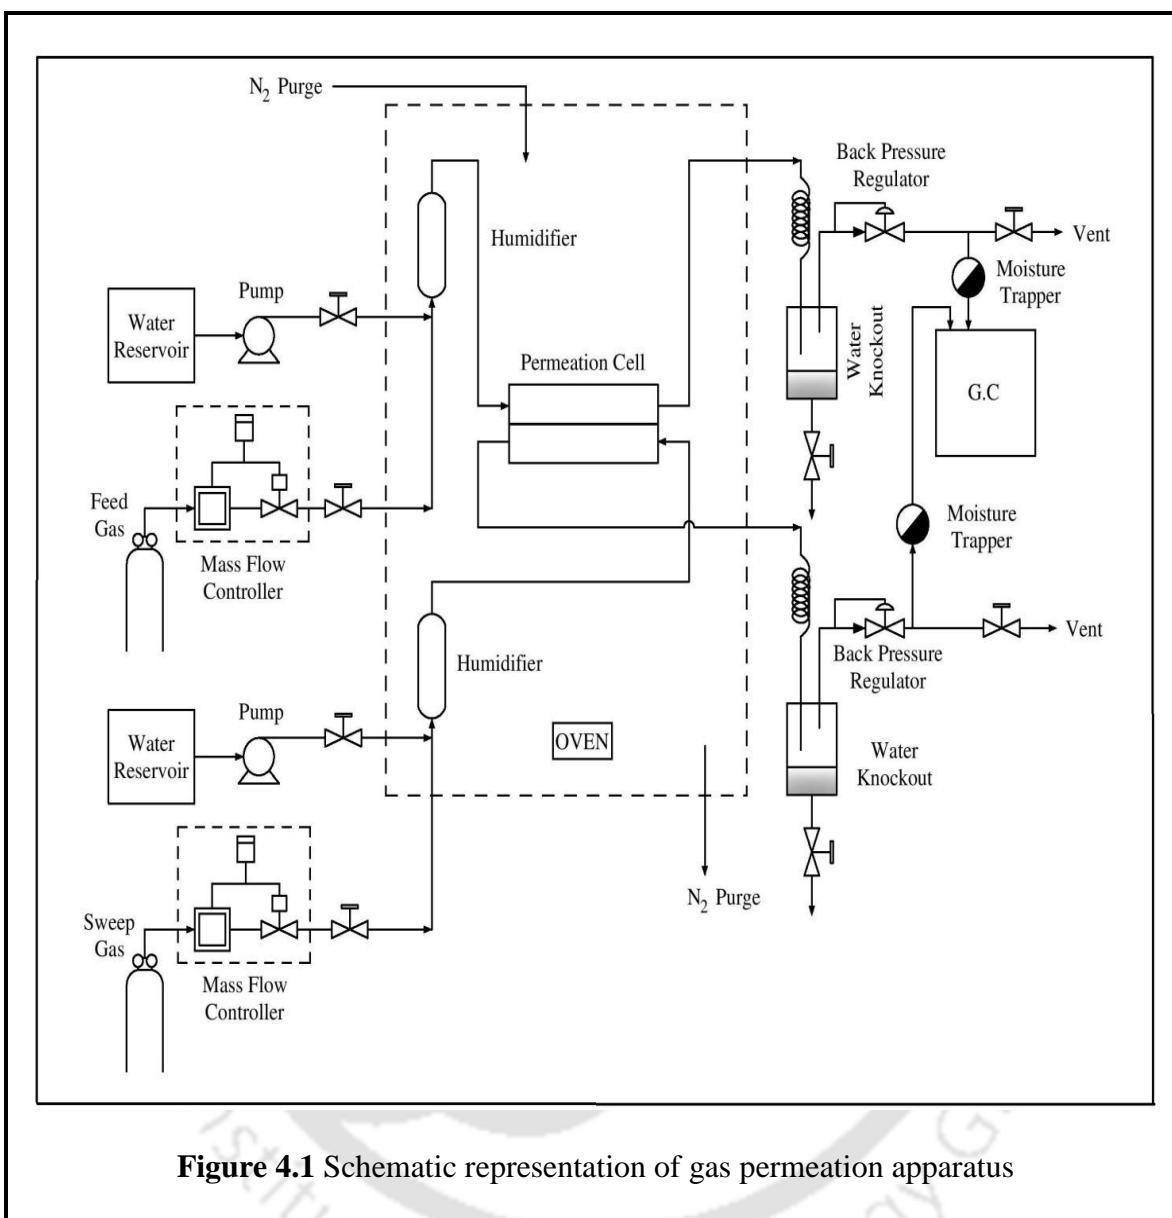 N2 Purge
Back Pressure
Regulator
Humidifier
Vent
Moisture
Trapper
Pump
Water
Reservoir
Water
Knockout
Permeation Cell
G.C
Feed
Gas
Mass Flow
Controller
Moisture
Trapper
Vent
Back Pressure
Regulator
Humidifier
Pump
Water
Reservoir
OVEN
Water
Knockout
N2 Purge
Sweep
Gas
Mass Flow
Controller
Figure 4.1 Schematic representation of gas permeation apparatus